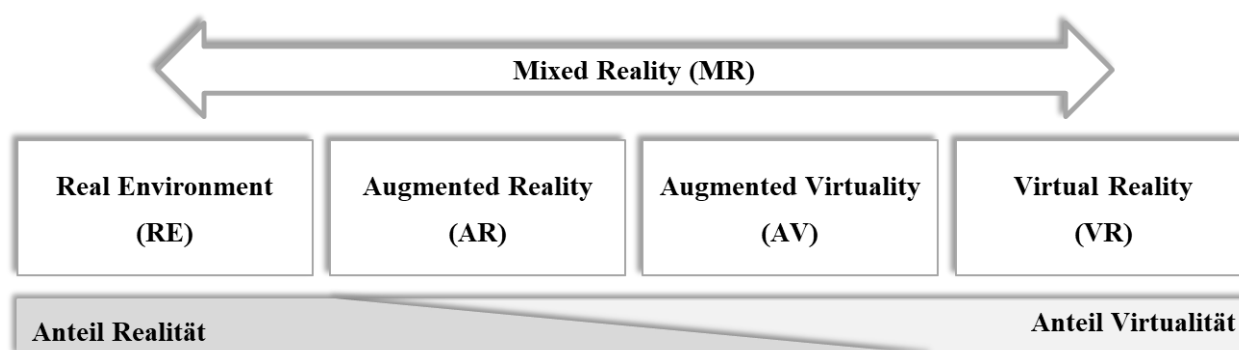 Mixed Reality (MR)
Real Environment
(RE)
Augmented Reality
(AR)
Augmented Virtuality
(AV)
Virtual Reality
(VR)
Anteil Realität
Anteil Virtualität